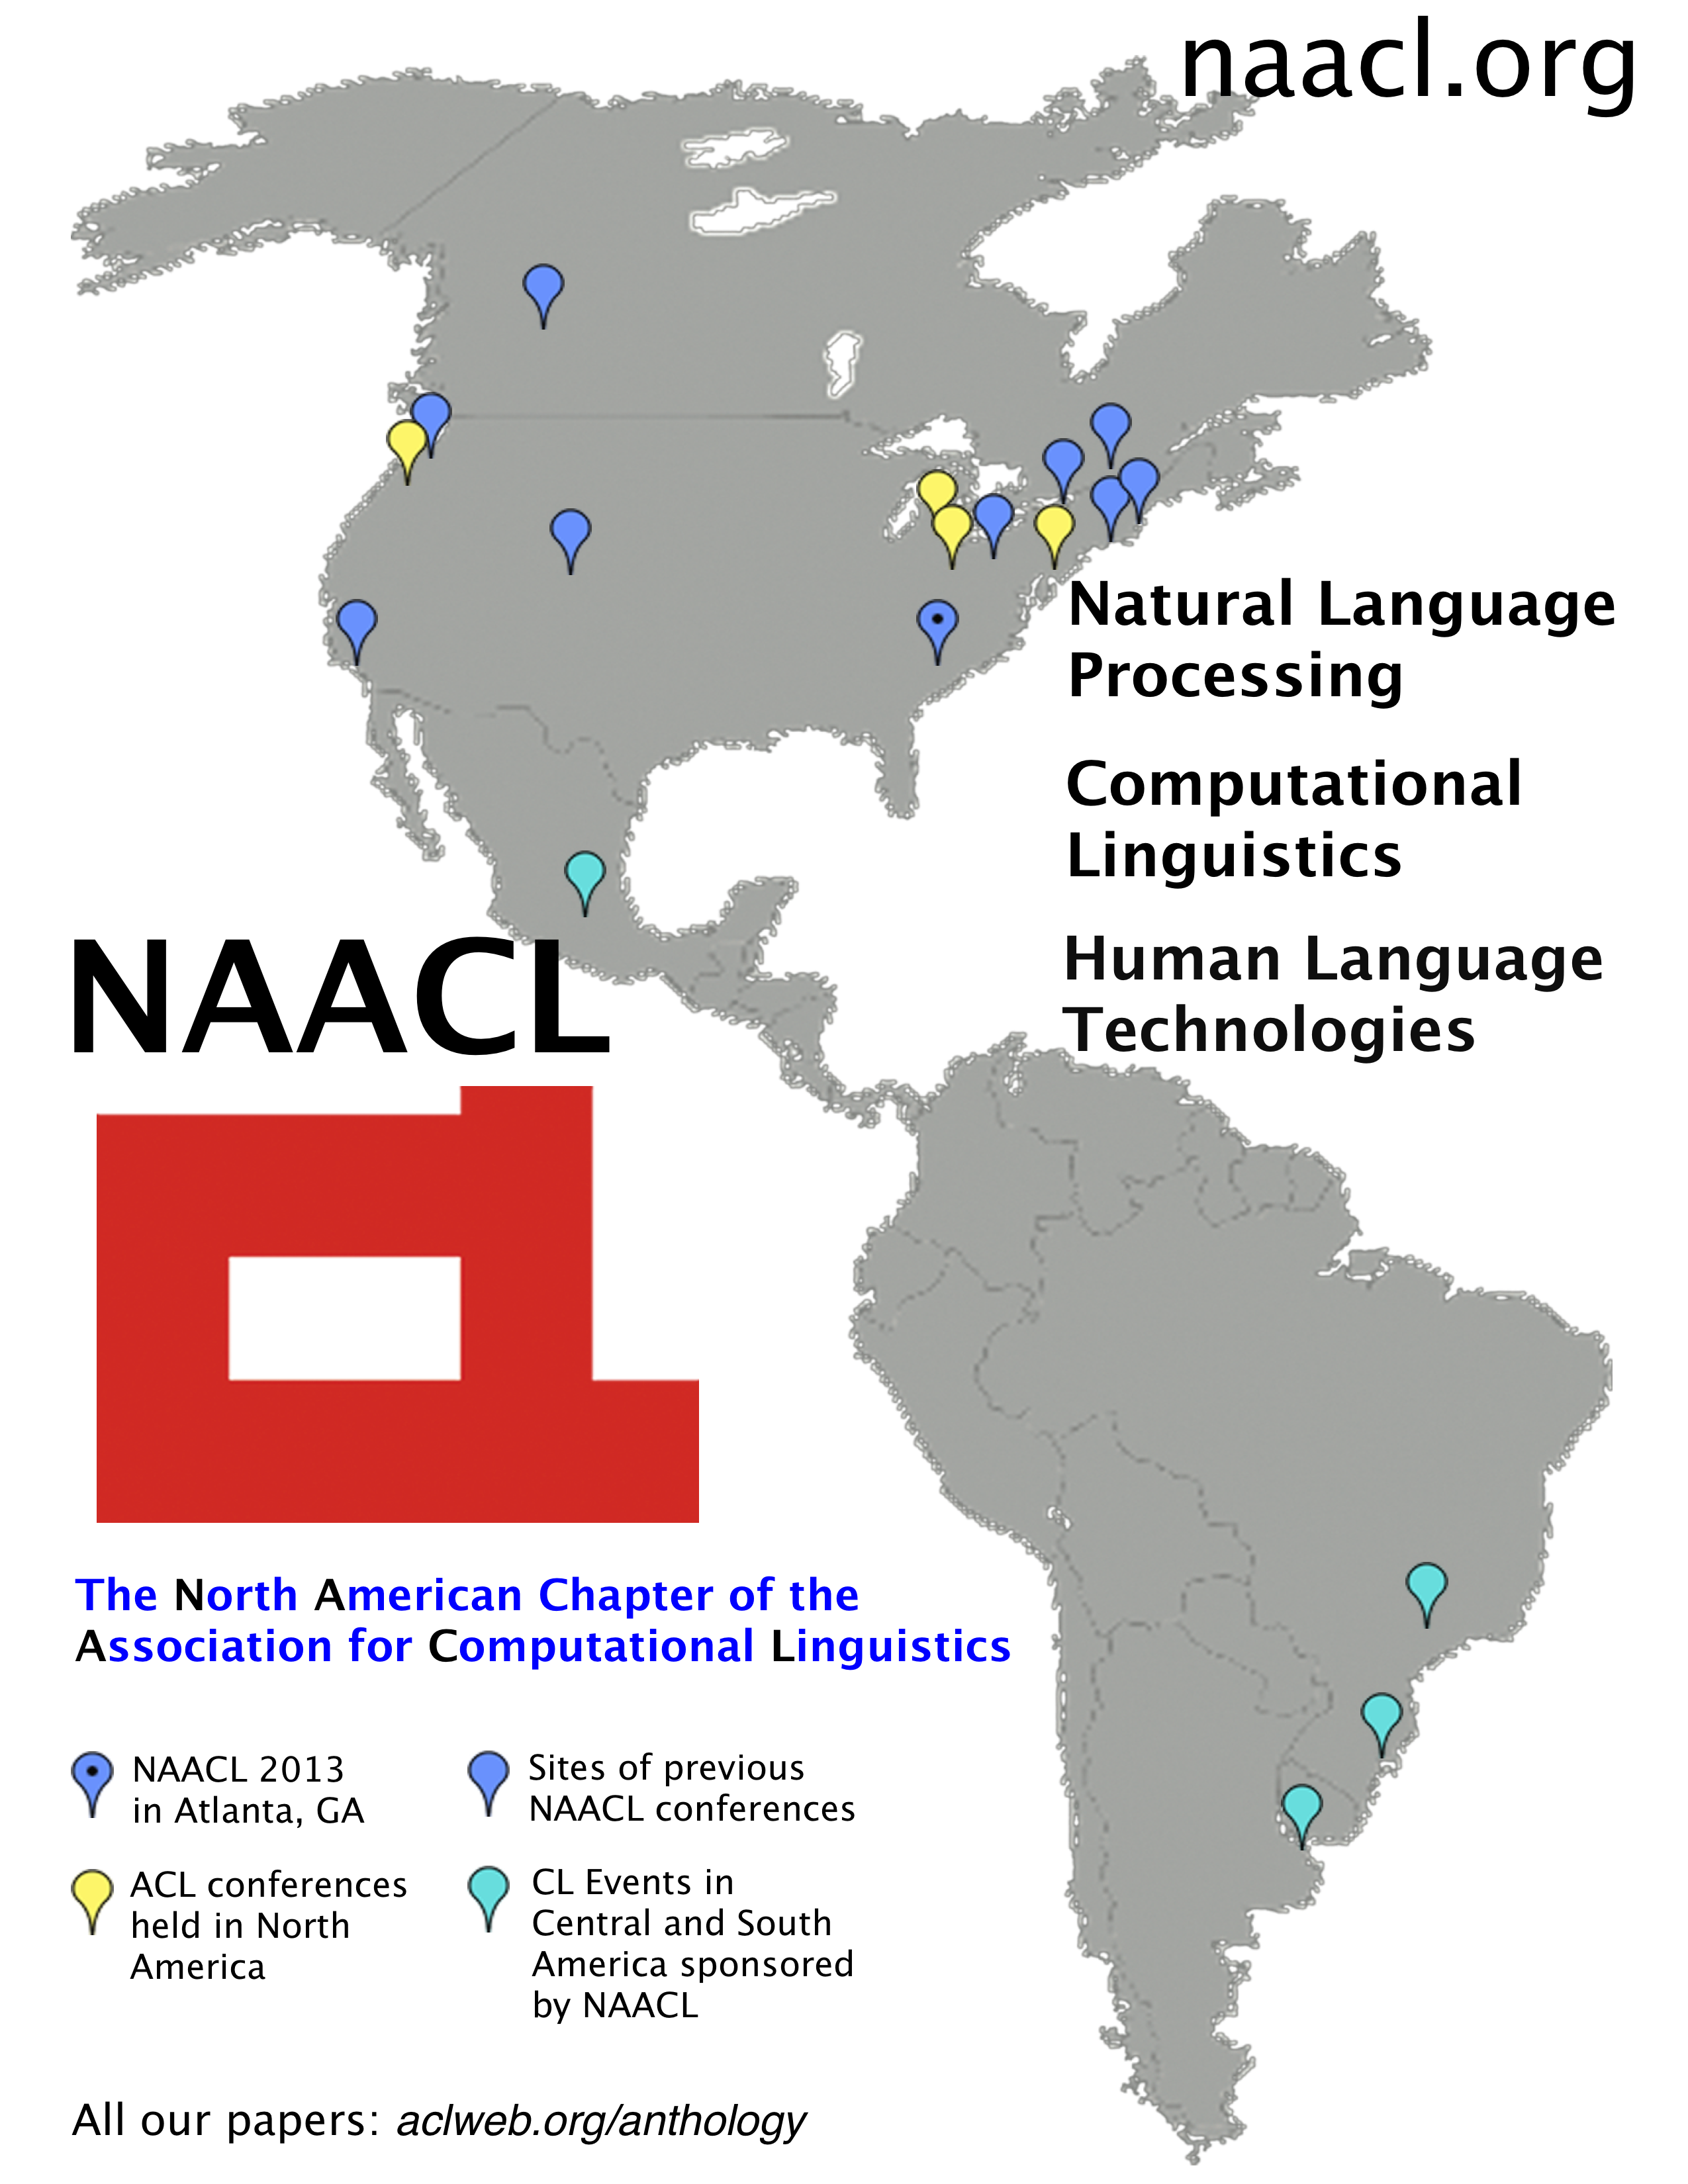 naacl.org
Natural Language
Processing
Computational
Linguistics
Human Language
Technologies
NAACL
The North American Chapter of the
Association for Computational Linguistics
NAACL 2013
in Atlanta, GA
Sites of previous
NAACL conferences
ACL conferences
held in North
America
CL Events in
Central and South
America sponsored
by NAACL
All our papers: aclweb.org/anthology